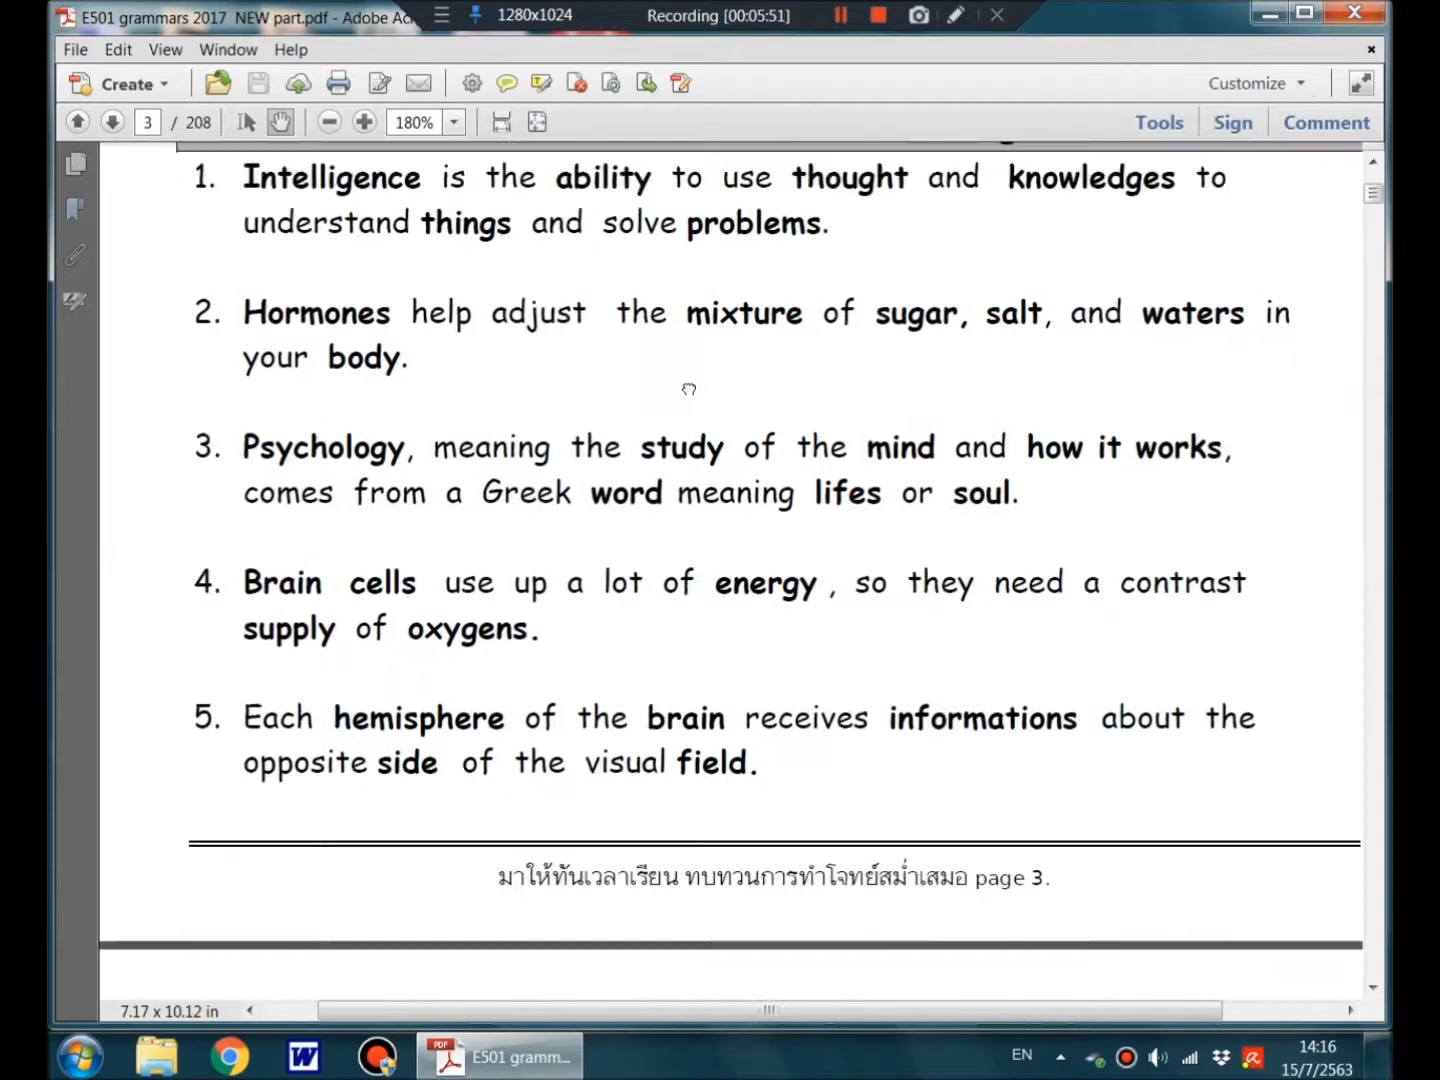 E501 grammars 2017 NEW part.pdf - Adobe Acr
1280x1024
Recording [00:05:51]
File Edit View Window Help
Create
Customize
3 / 208
180%
Tools
Sign
Comment
1. Intelligence is the ability to use thought and knowledges to
understand things and solve problems.
2. Hormones help adjust the mixture of sugar, salt, and waters in
your body.
3. Psychology, meaning the study of the mind and how it works,
comes from a Greek word meaning lifes or soul.
4. Brain cells use up a lot of energy , so they need a contrast
supply of oxygens.
5. Each hemisphere of the brain receives informations about the
opposite side of the visual field.
มาให้ทันเวลาเรียน ทบทวนการทำโจทย์สม่ำเสมอ page 3.
7.17 x 10.12 in
E501 gramm...
EN
14:16
15/7/2563